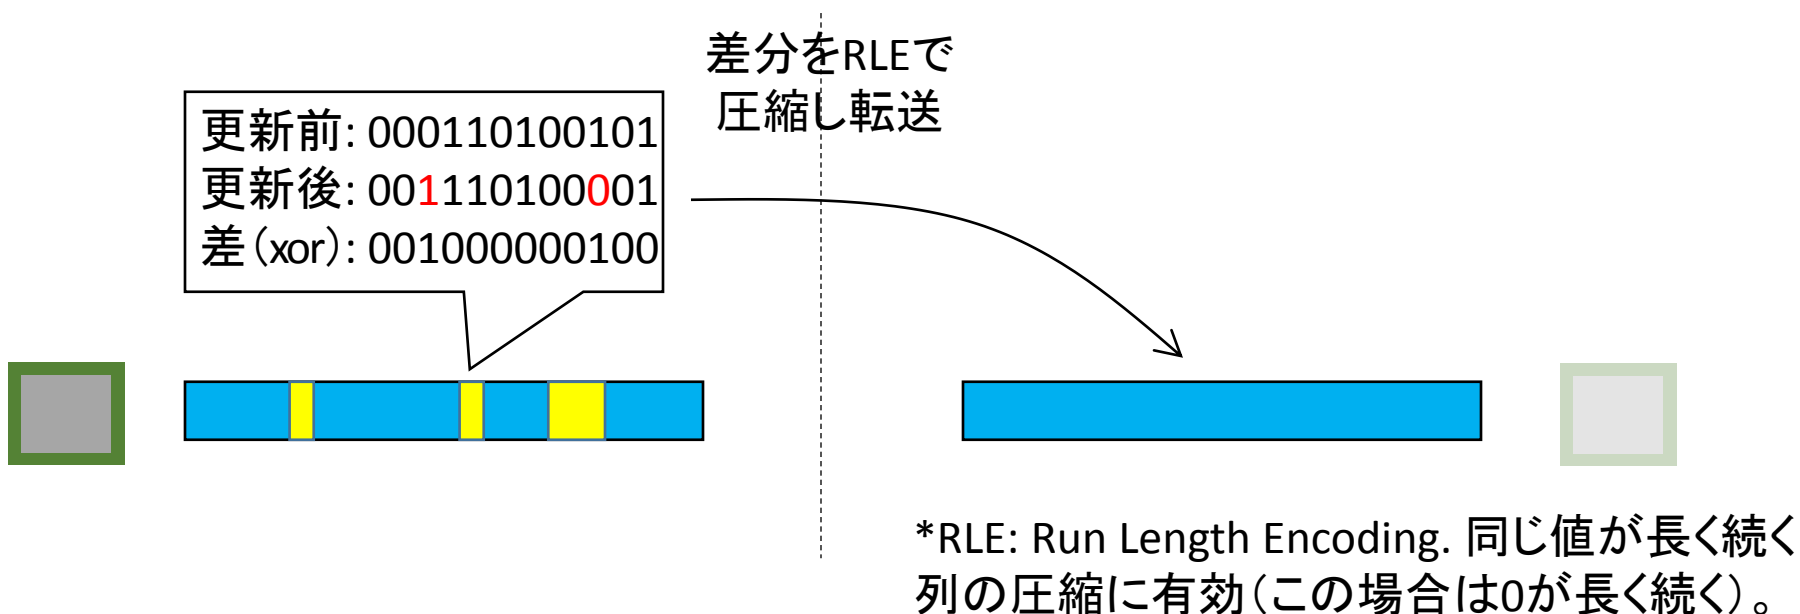 差分をRLEで
圧縮し転送
更新前: 000110100101
更新後: 001110100001
差（xor）: 001000000100
*RLE: Run Length Encoding. 同じ値が長く続く
列の圧縮に有効（この場合は0が長く続く）。